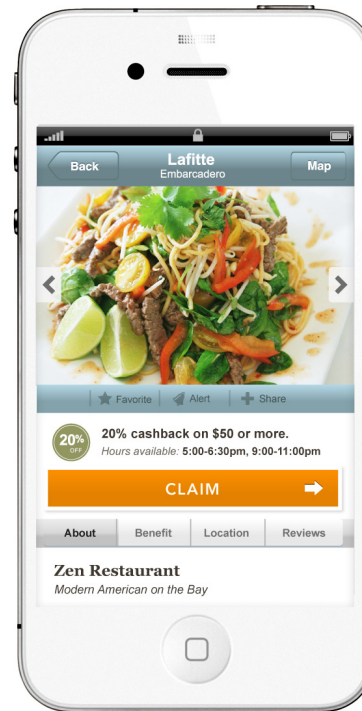 Back
Lafitte
Embarcadero
Map
Favorite
Alert
Share
20%
OFF
20% cashback on $50 or more.
Hours available: 5:00-6:30pm, 9:00-11:00pm
CLAIM
About
Benefit
Location
Reviews
Zen Restaurant
Modern American on the Bay